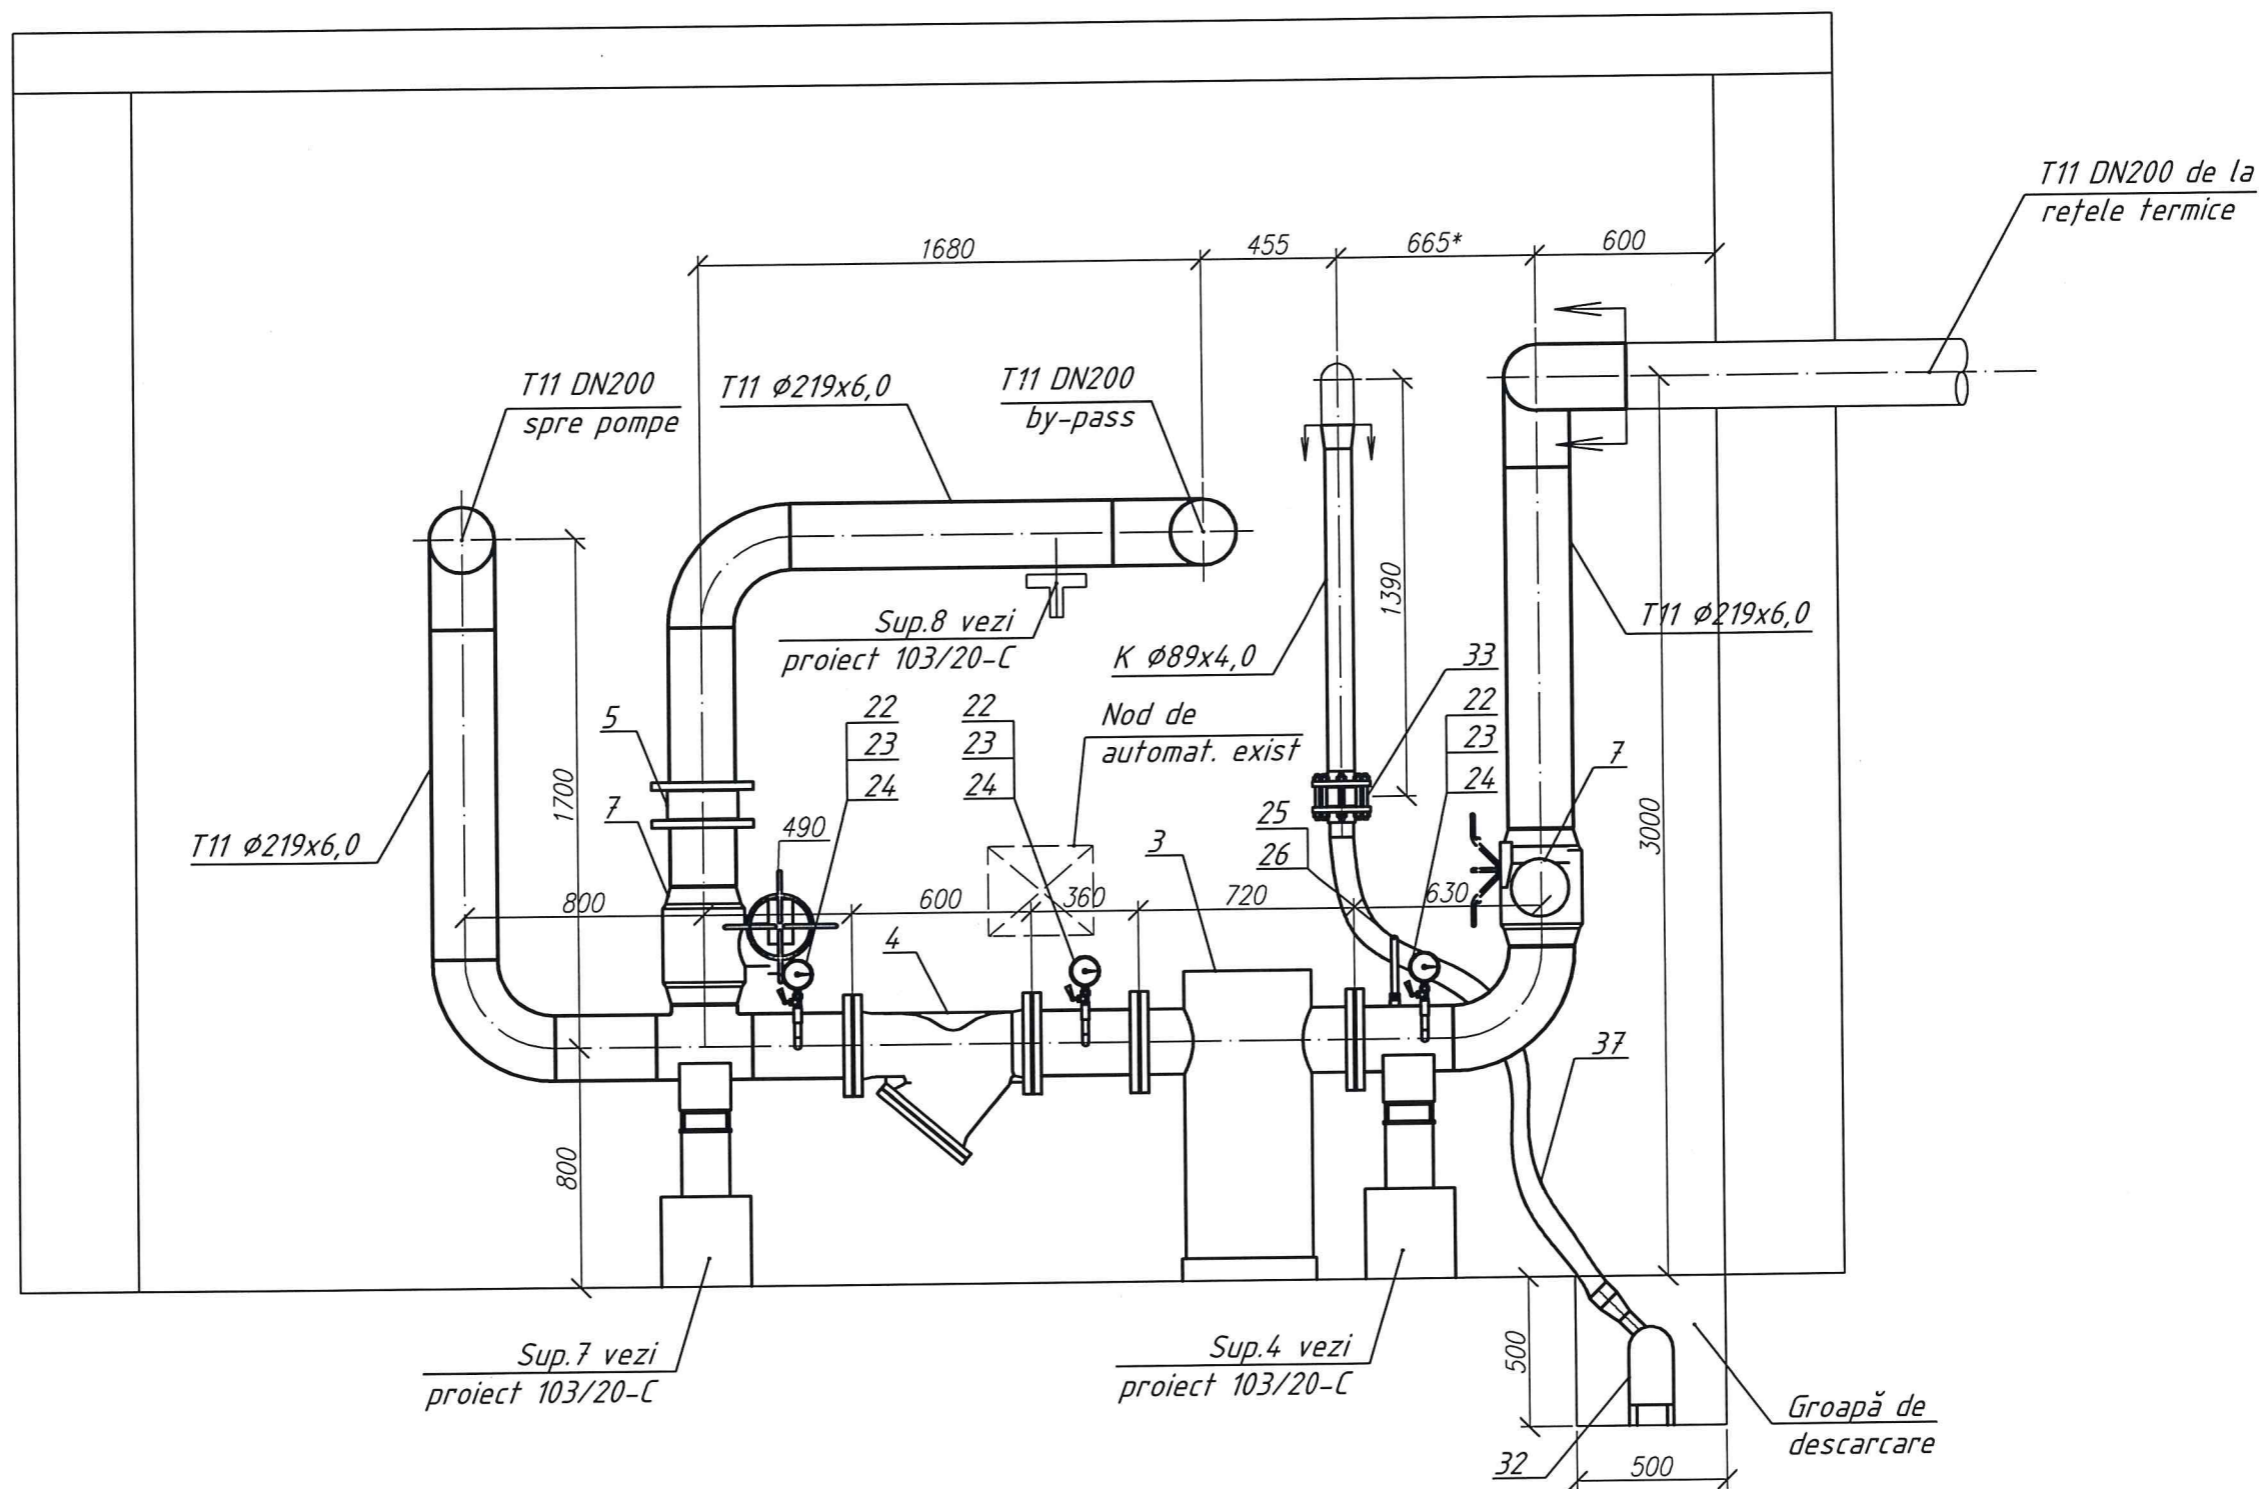 T11 DN200 de la
rețele termice
1680
455
665*
600
T11 DN200
spre pompe
T11 Φ219x6,0
T11 DN200
by-pass
Sup.8 vezi
proiect 103/20-C
K Φ89x4,0
1390
33
T11 Φ219x6,0
5
22
23
24
22
23
24
Nod de
automat. exist
22
23
24
7
1700
7
490
25
26
3
3000
T11 Φ219x6,0
800
600
360
720
630
4
37
800
Sup.7 vezi
proiect 103/20-C
Sup.4 vezi
proiect 103/20-C
500
Groapă de
descarcare
32
500